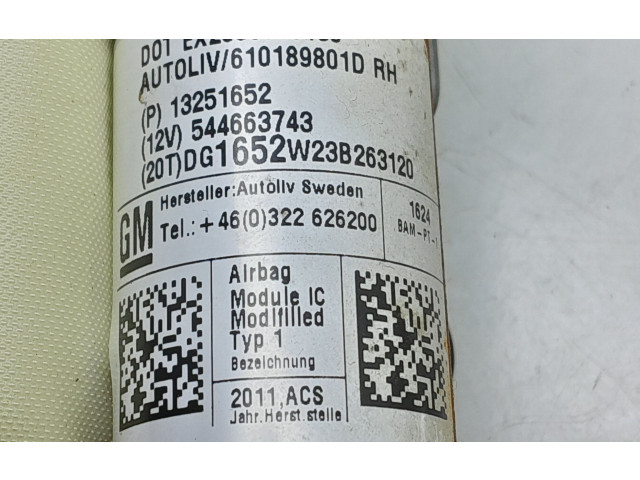 DOT
AUTOLIV/610189801D RH
(P) 13251652
(12V) 544663743
(20T)DG1652W23B263120
GM
Hersteller:Autoliv Sweden
Tel.:+46(0)322 626200
1624
BAM-PT-1
Airbag
Module IC
Modifilled
Typ 1
Bezeichnung
2011,ACS
Jahr.Herst.stelle